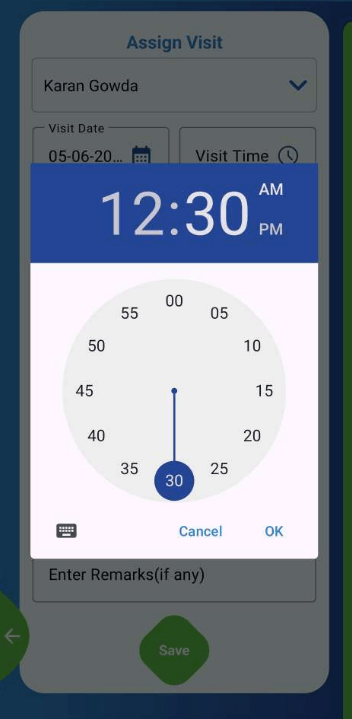 Assign Visit
Karan Gowda
Visit Date
05-06-20...
Visit Time
12:30
AM
PM
00
05
10
15
20
25
30
35
40
45
50
55
Cancel
OK
Enter Remarks(if any)
Save